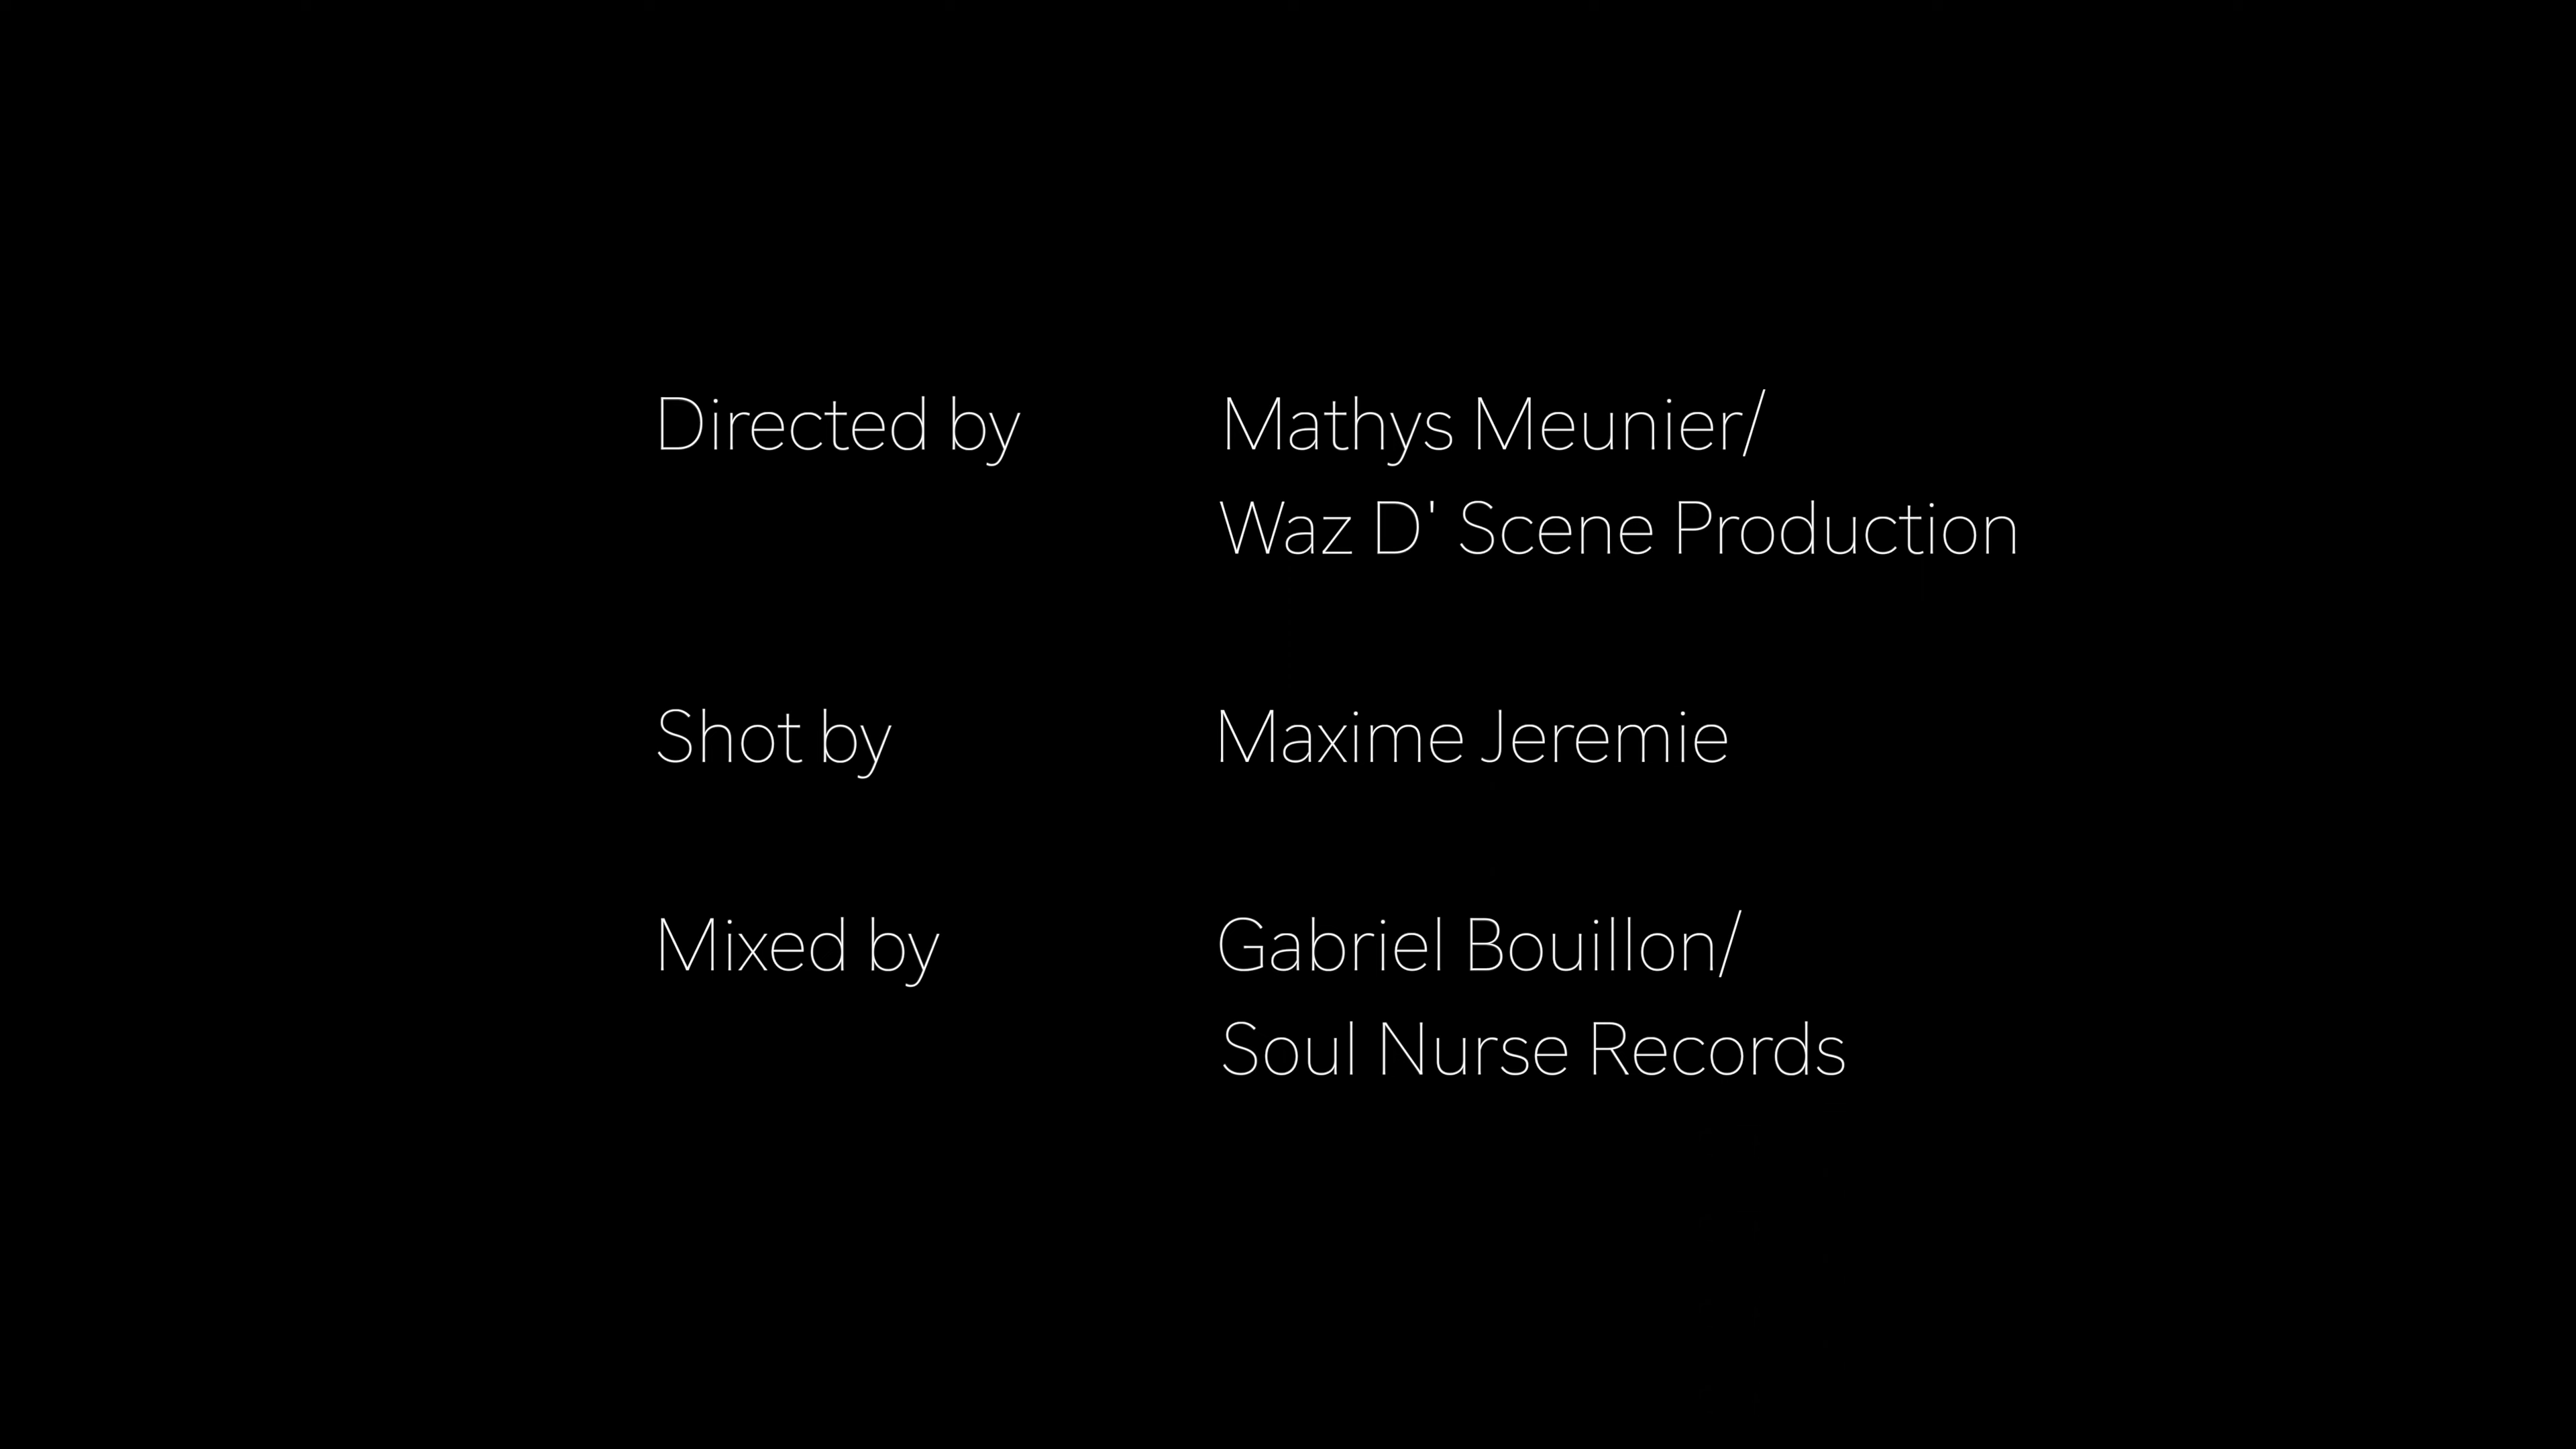 Directed by Mathys Meunier/
Waz D' Scene Production
Shot by Maxime Jeremie
Mixed by Gabriel Bouillon/
Soul Nurse Records